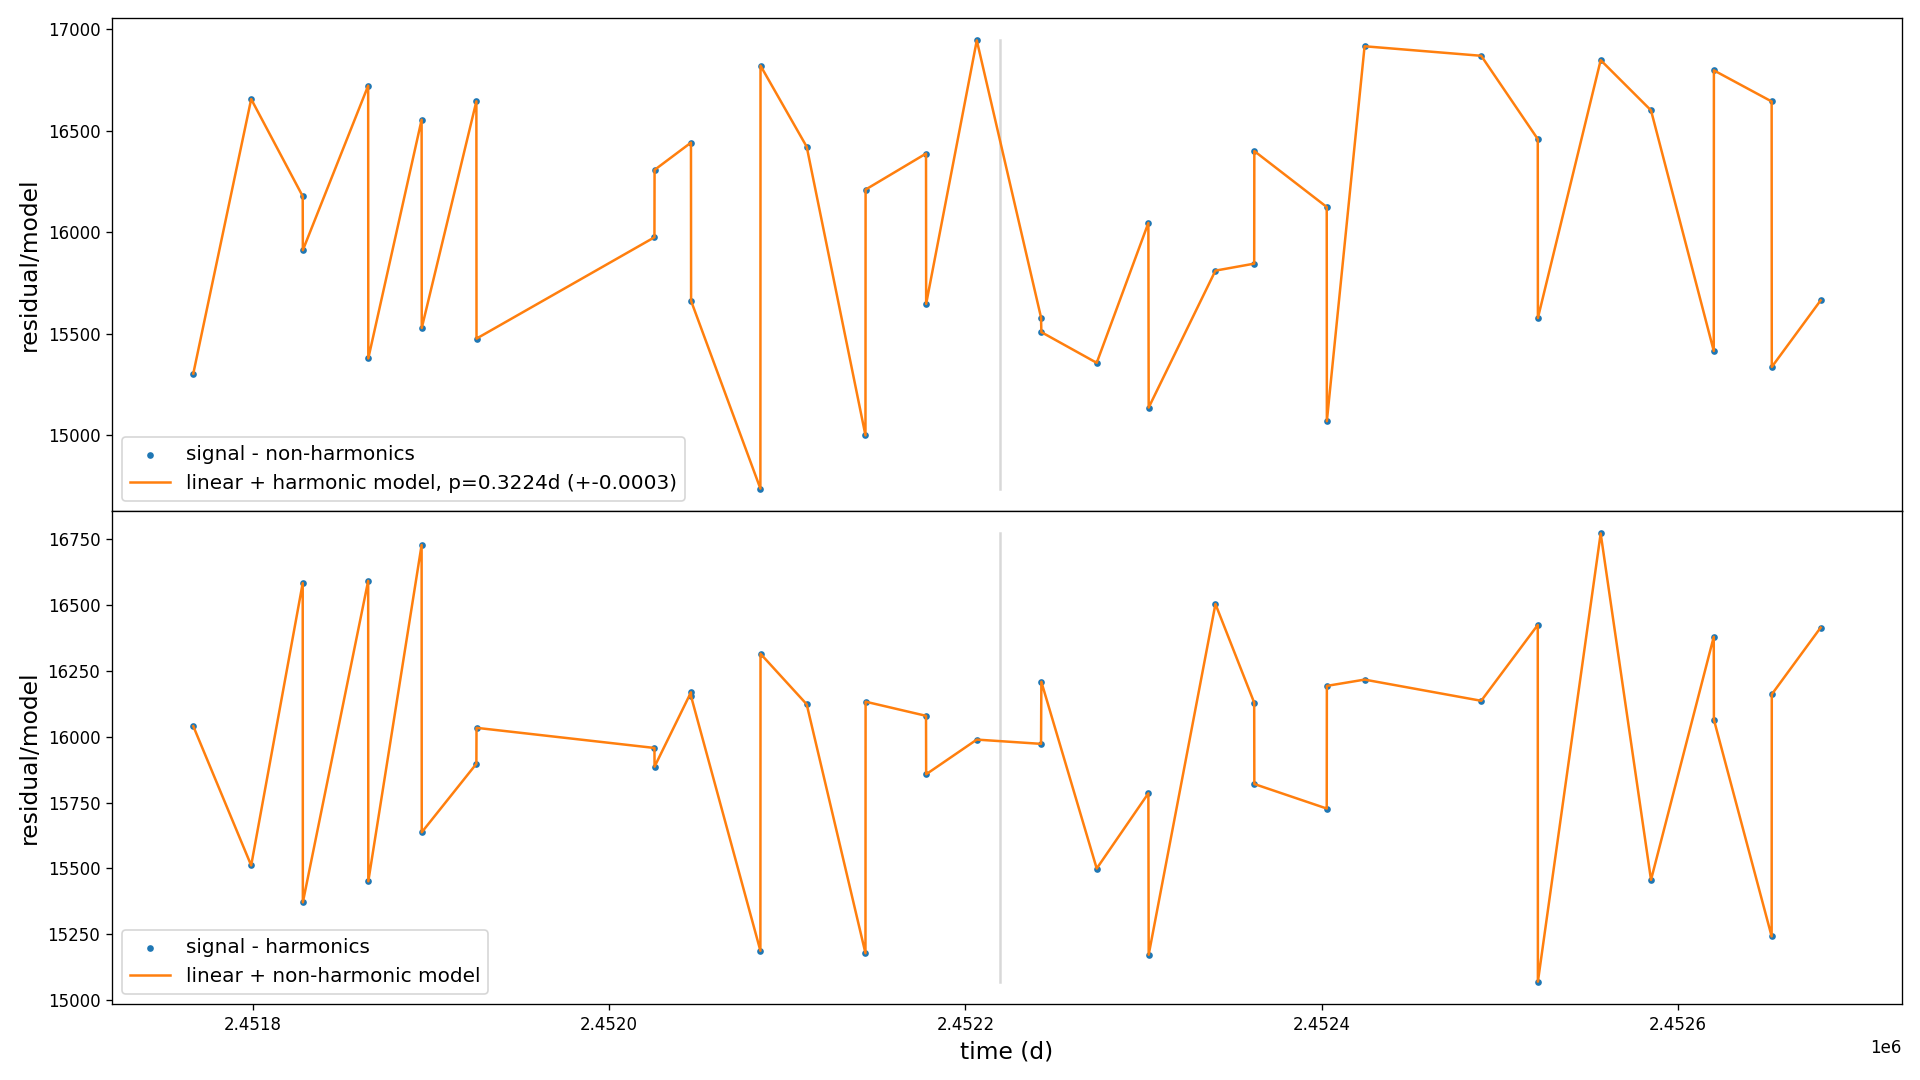 17000
16500
16000
15500
15000
residual/model
signal - non-harmonics
linear + harmonic model, p=0.3224d (+-0.0003)
16750
16500
16250
16000
15750
15500
15250
15000
residual/model
signal - harmonics
linear + non-harmonic model
2.4518
2.4520
2.4522
2.4524
2.4526
time (d)
1e6